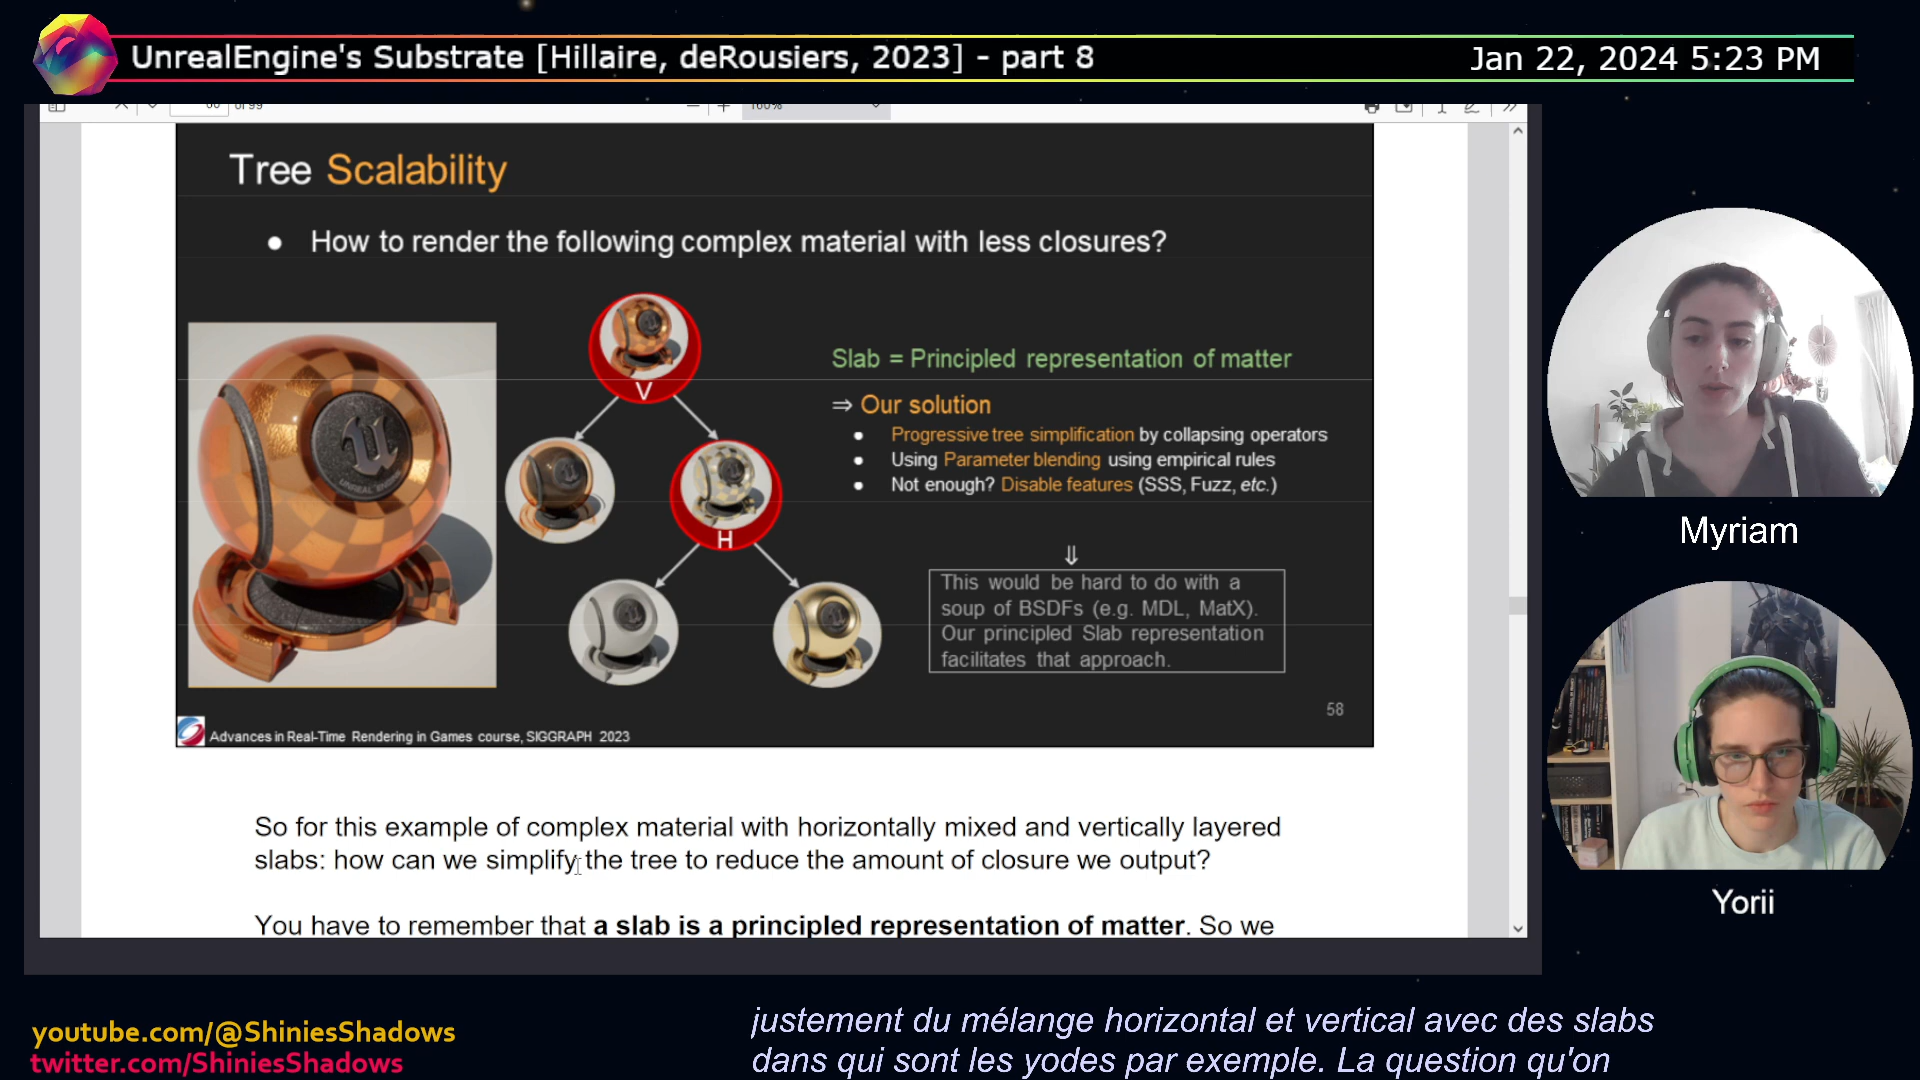 UnrealEngine's Substrate [Hillaire, deRousiers, 2023] - part 8
Jan 22, 2024 5:23 PM
of 99
160%
Tree Scalability
● How to render the following complex material with less closures?
V
H
Slab = Principled representation of matter
⇒ Our solution
● Progressive tree simplification by collapsing operators
● Using Parameter blending using empirical rules
● Not enough? Disable features (SSS, Fuzz, etc.)
⇓
This would be hard to do with a
soup of BSDFs (e.g. MDL, MatX).
Our principled Slab representation
facilitates that approach.
58
Advances in Real-Time Rendering in Games course, SIGGRAPH 2023
So for this example of complex material with horizontally mixed and vertically layered
slabs: how can we simplify the tree to reduce the amount of closure we output?
You have to remember that a slab is a principled representation of matter. So we
Myriam
Yorii
youtube.com/@ShiniesShadows
twitter.com/ShiniesShadows
justement du mélange horizontal et vertical avec des slabs
dans qui sont les yodes par exemple. La question qu'on